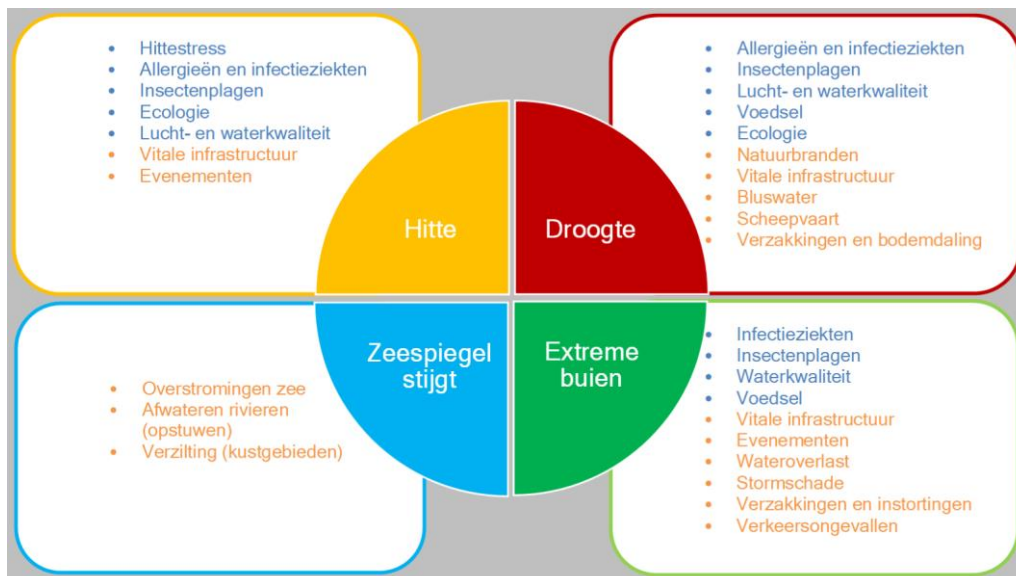 • Hittestress
• Allergieën en infectieziekten
• Insectenplagen
• Ecologie
• Lucht- en waterkwaliteit
• Vitale infrastructuur
• Evenementen
• Allergieën en infectieziekten
• Insectenplagen
• Lucht- en waterkwaliteit
• Voedsel
• Ecologie
• Natuurbranden
• Vitale infrastructuur
• Bluswater
• Scheepvaart
• Verzakkingen en bodemdaling
Hitte
Droogte
Zeespiegel
stijgt
Extreme
buien
• Overstromingen zee
• Afwateren rivieren
(opstuwen)
• Verzilting (kustgebieden)
• Infectieziekten
• Insectenplagen
• Waterkwaliteit
• Voedsel
• Vitale infrastructuur
• Evenementen
• Wateroverlast
• Stormschade
• Verzakkingen en instortingen
• Verkeersongevallen